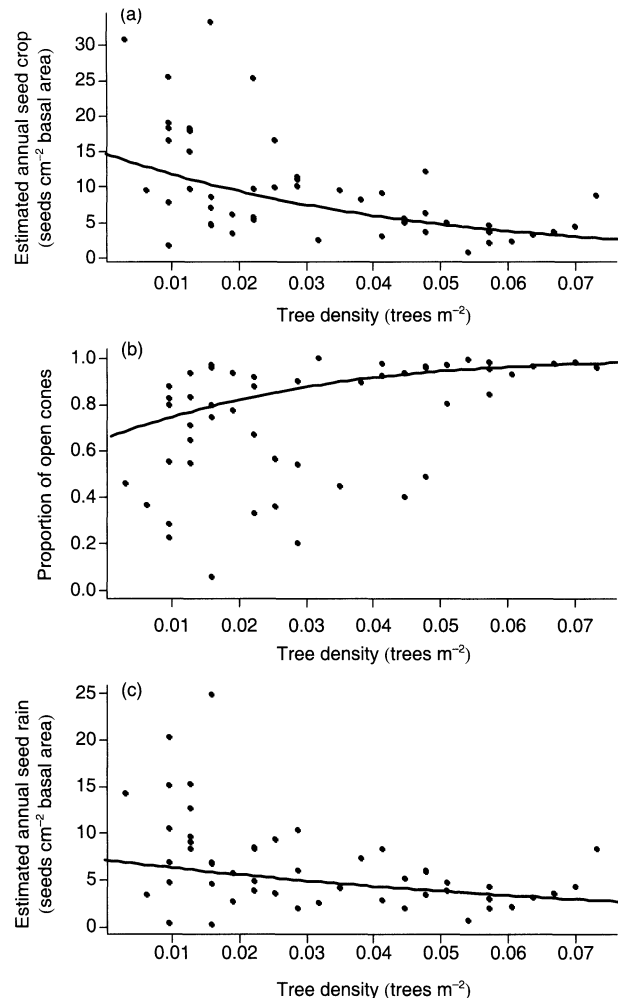 (a)
Estimated annual seed crop
(seeds cm⁻² basal area)
30
25
20
15
10
5
0
0.01 0.02 0.03 0.04 0.05 0.06 0.07
Tree density (trees m⁻²)
(b)
Proportion of open cones
1.0
0.8
0.6
0.4
0.2
0.0
0.01 0.02 0.03 0.04 0.05 0.06 0.07
Tree density (trees m⁻²)
(c)
Estimated annual seed rain
(seeds cm⁻² basal area)
25
20
15
10
5
0
0.01 0.02 0.03 0.04 0.05 0.06 0.07
Tree density (trees m⁻²)